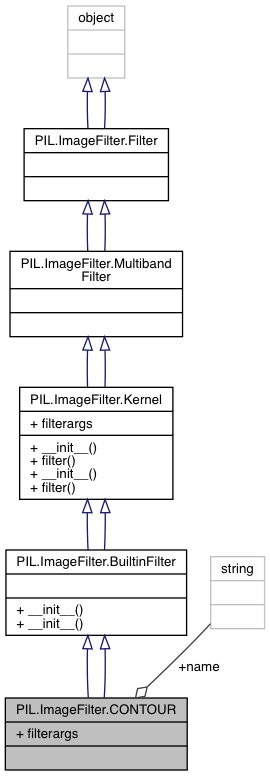 object
PIL.ImageFilter.Filter
PIL.ImageFilter.Multiband
Filter
PIL.ImageFilter.Kernel
+ filterargs
+ __init__()
+ filter()
+ __init__()
+ filter()
PIL.ImageFilter.BuiltinFilter
+ __init__()
+ __init__()
string
+name
PIL.ImageFilter.CONTOUR
+ filterargs